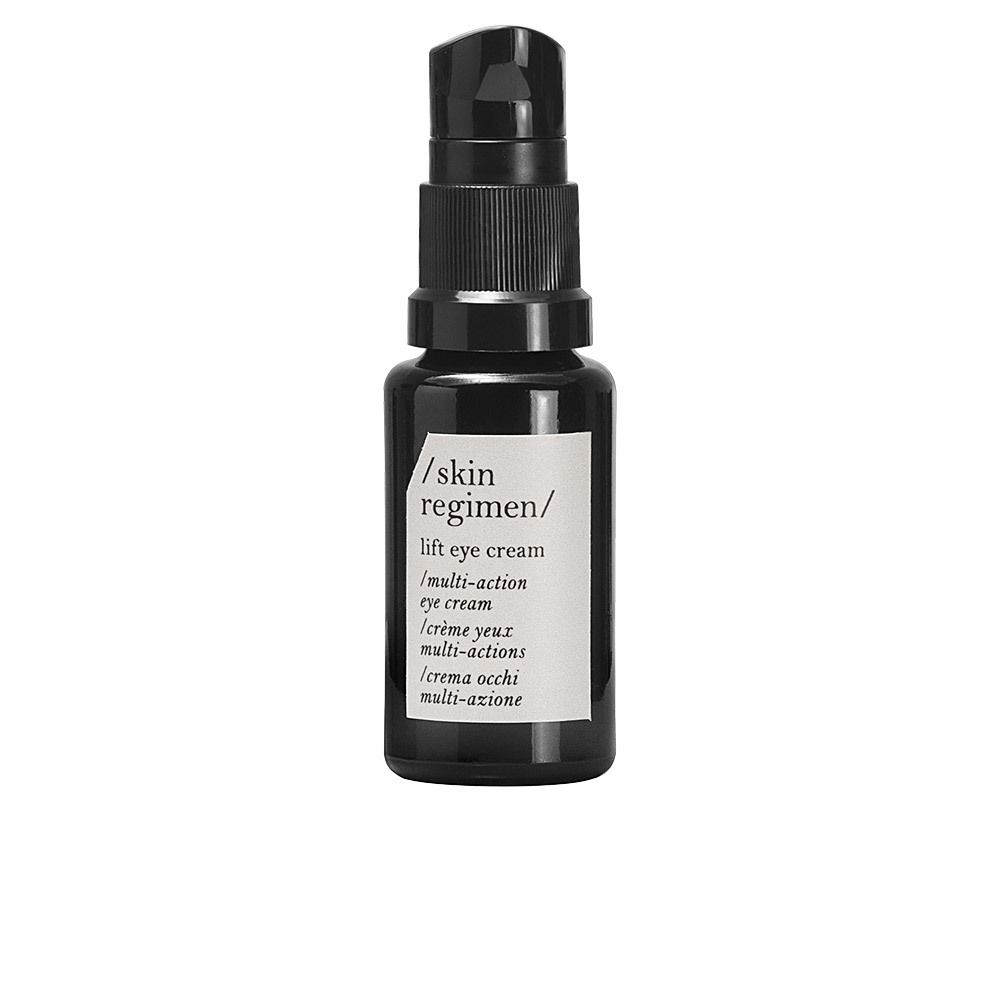 /skin
regimen/
lift eye cream
/multi-action
eye cream
/crème yeux
multi-actions
/crema occhi
multi-azione